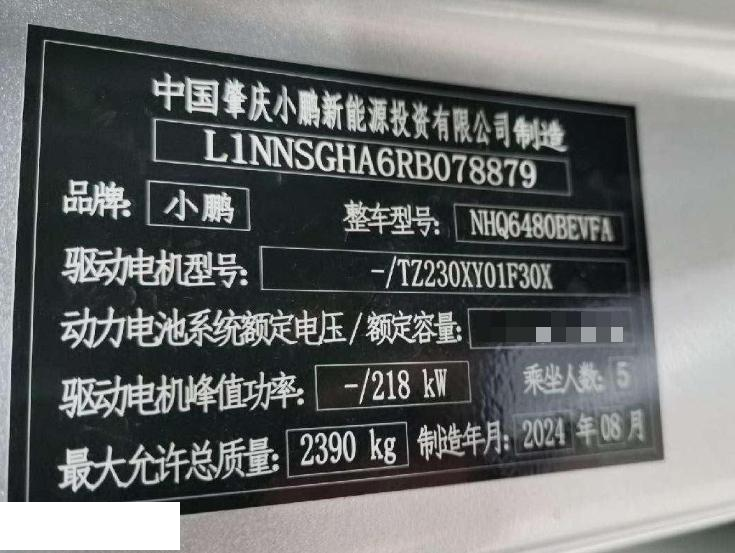 中国肇庆小鹏新能源投资有限公司制造
L1NNSGHA6RB078879
品牌: 小鹏 整车型号: NHQ6480BEVFA
驱动电机型号: -/TZ230XY01F30X
动力电池系统额定电压/额定容量:
驱动电机峰值功率: -/218 kW 乘坐人数: 5
最大允许总质量: 2390 kg 制造年月: 2024 年 08 月